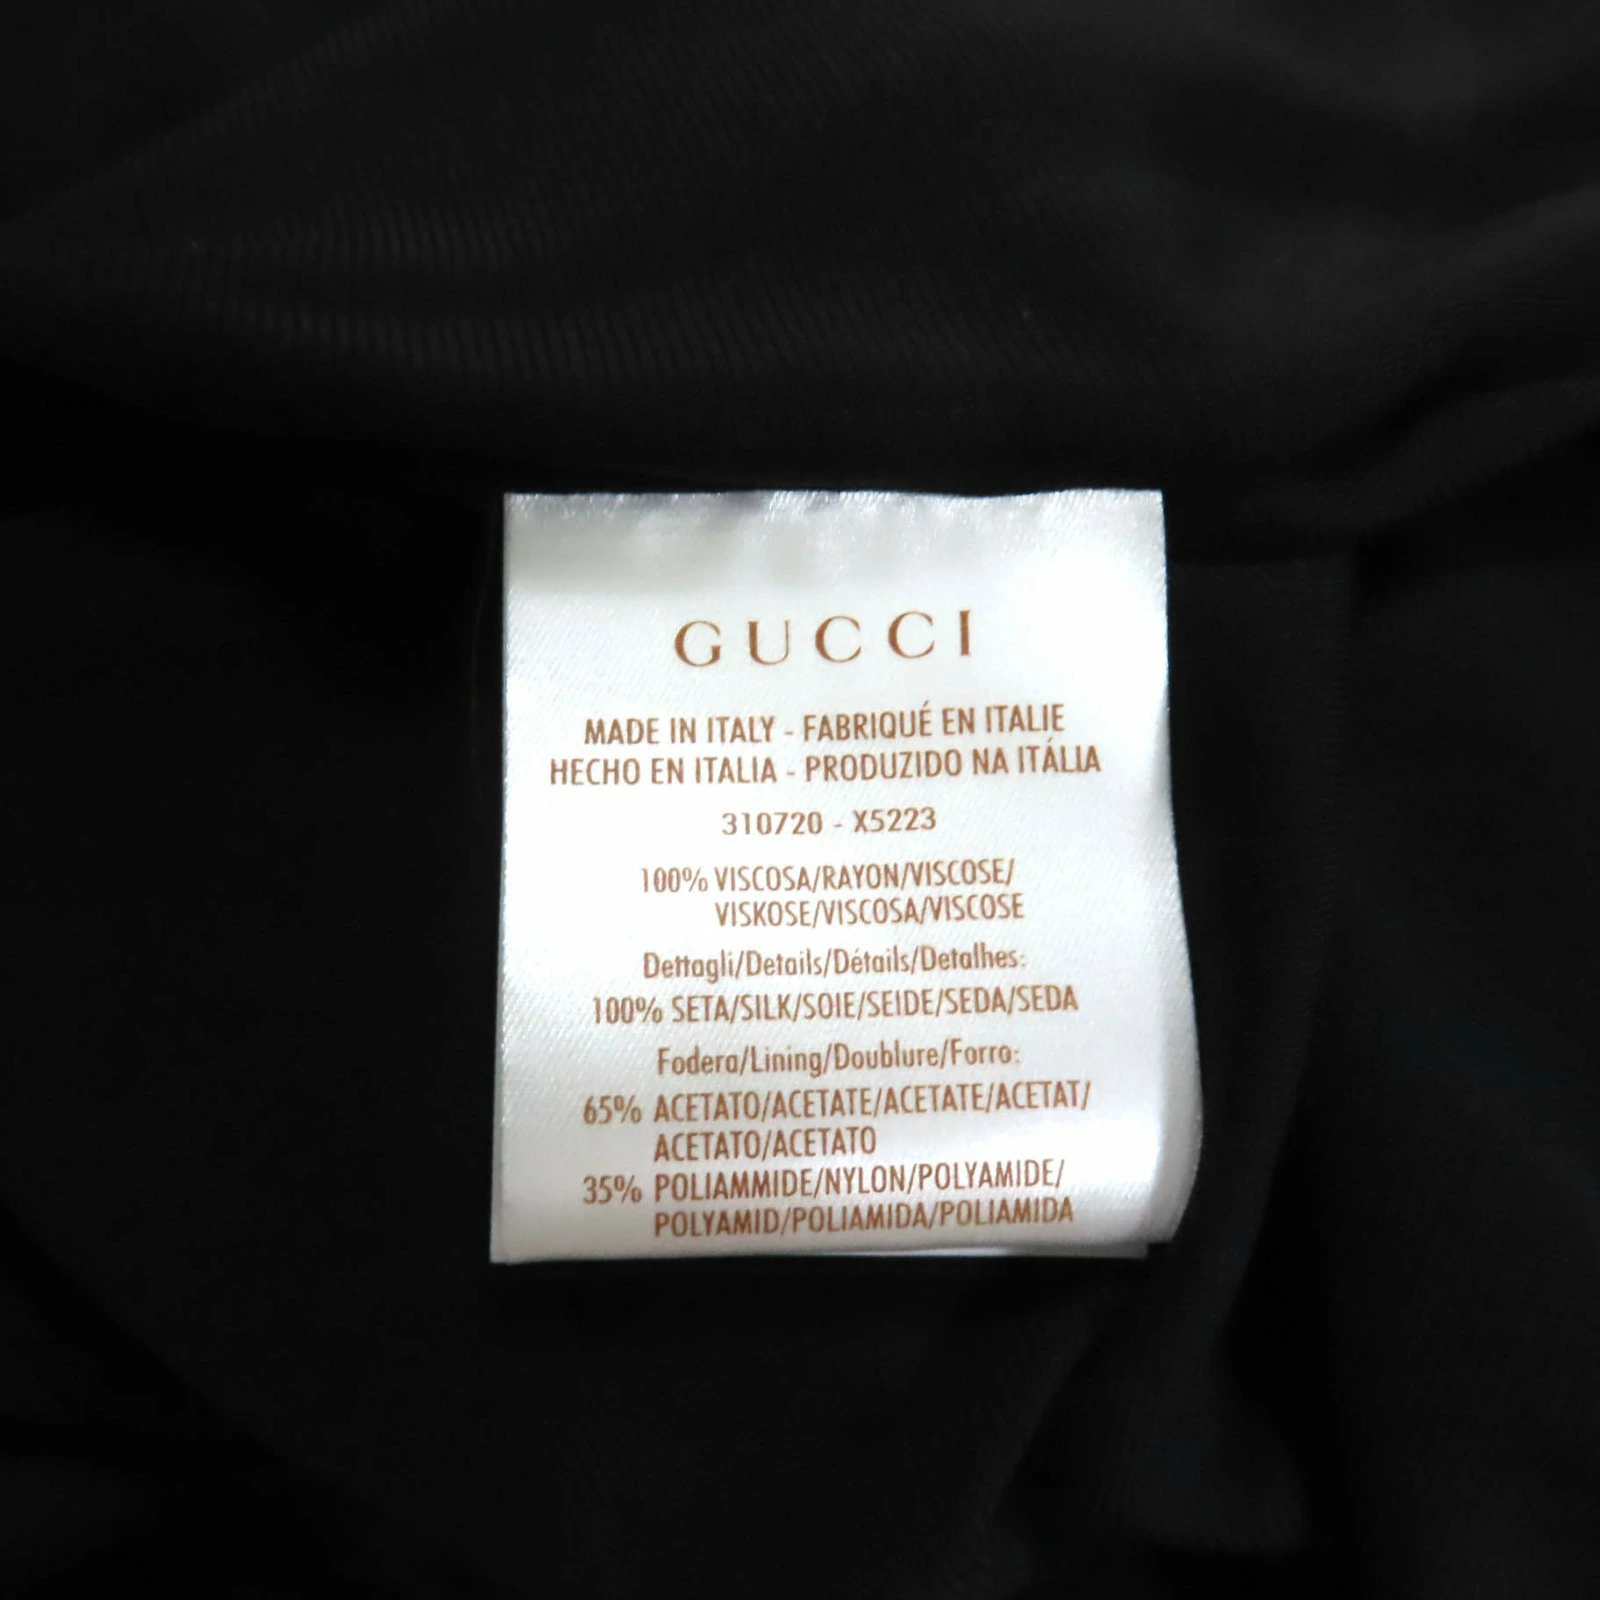 GUCCI
MADE IN ITALY - FABRIQUÉ EN ITALIE
HECHO EN ITALIA - PRODUZIDO NA ITÁLIA
310720 - X5223
100% VISCOSA/RAYON/VISCOSE/
VISKOSE/VISCOSA/VISCOSE
Dettagli/Details/Détails/Detalhes:
100% SETA/SILK/SOIE/SEIDE/SEDA/SEDA
Fodera/Lining/Doublure/Forro:
65% ACETATO/ACETATE/ACETATE/ACETAT/
ACETATO/ACETATO
35% POLIAMMIDE/NYLON/POLYAMIDE/
POLYAMID/POLIAMIDA/POLIAMIDA